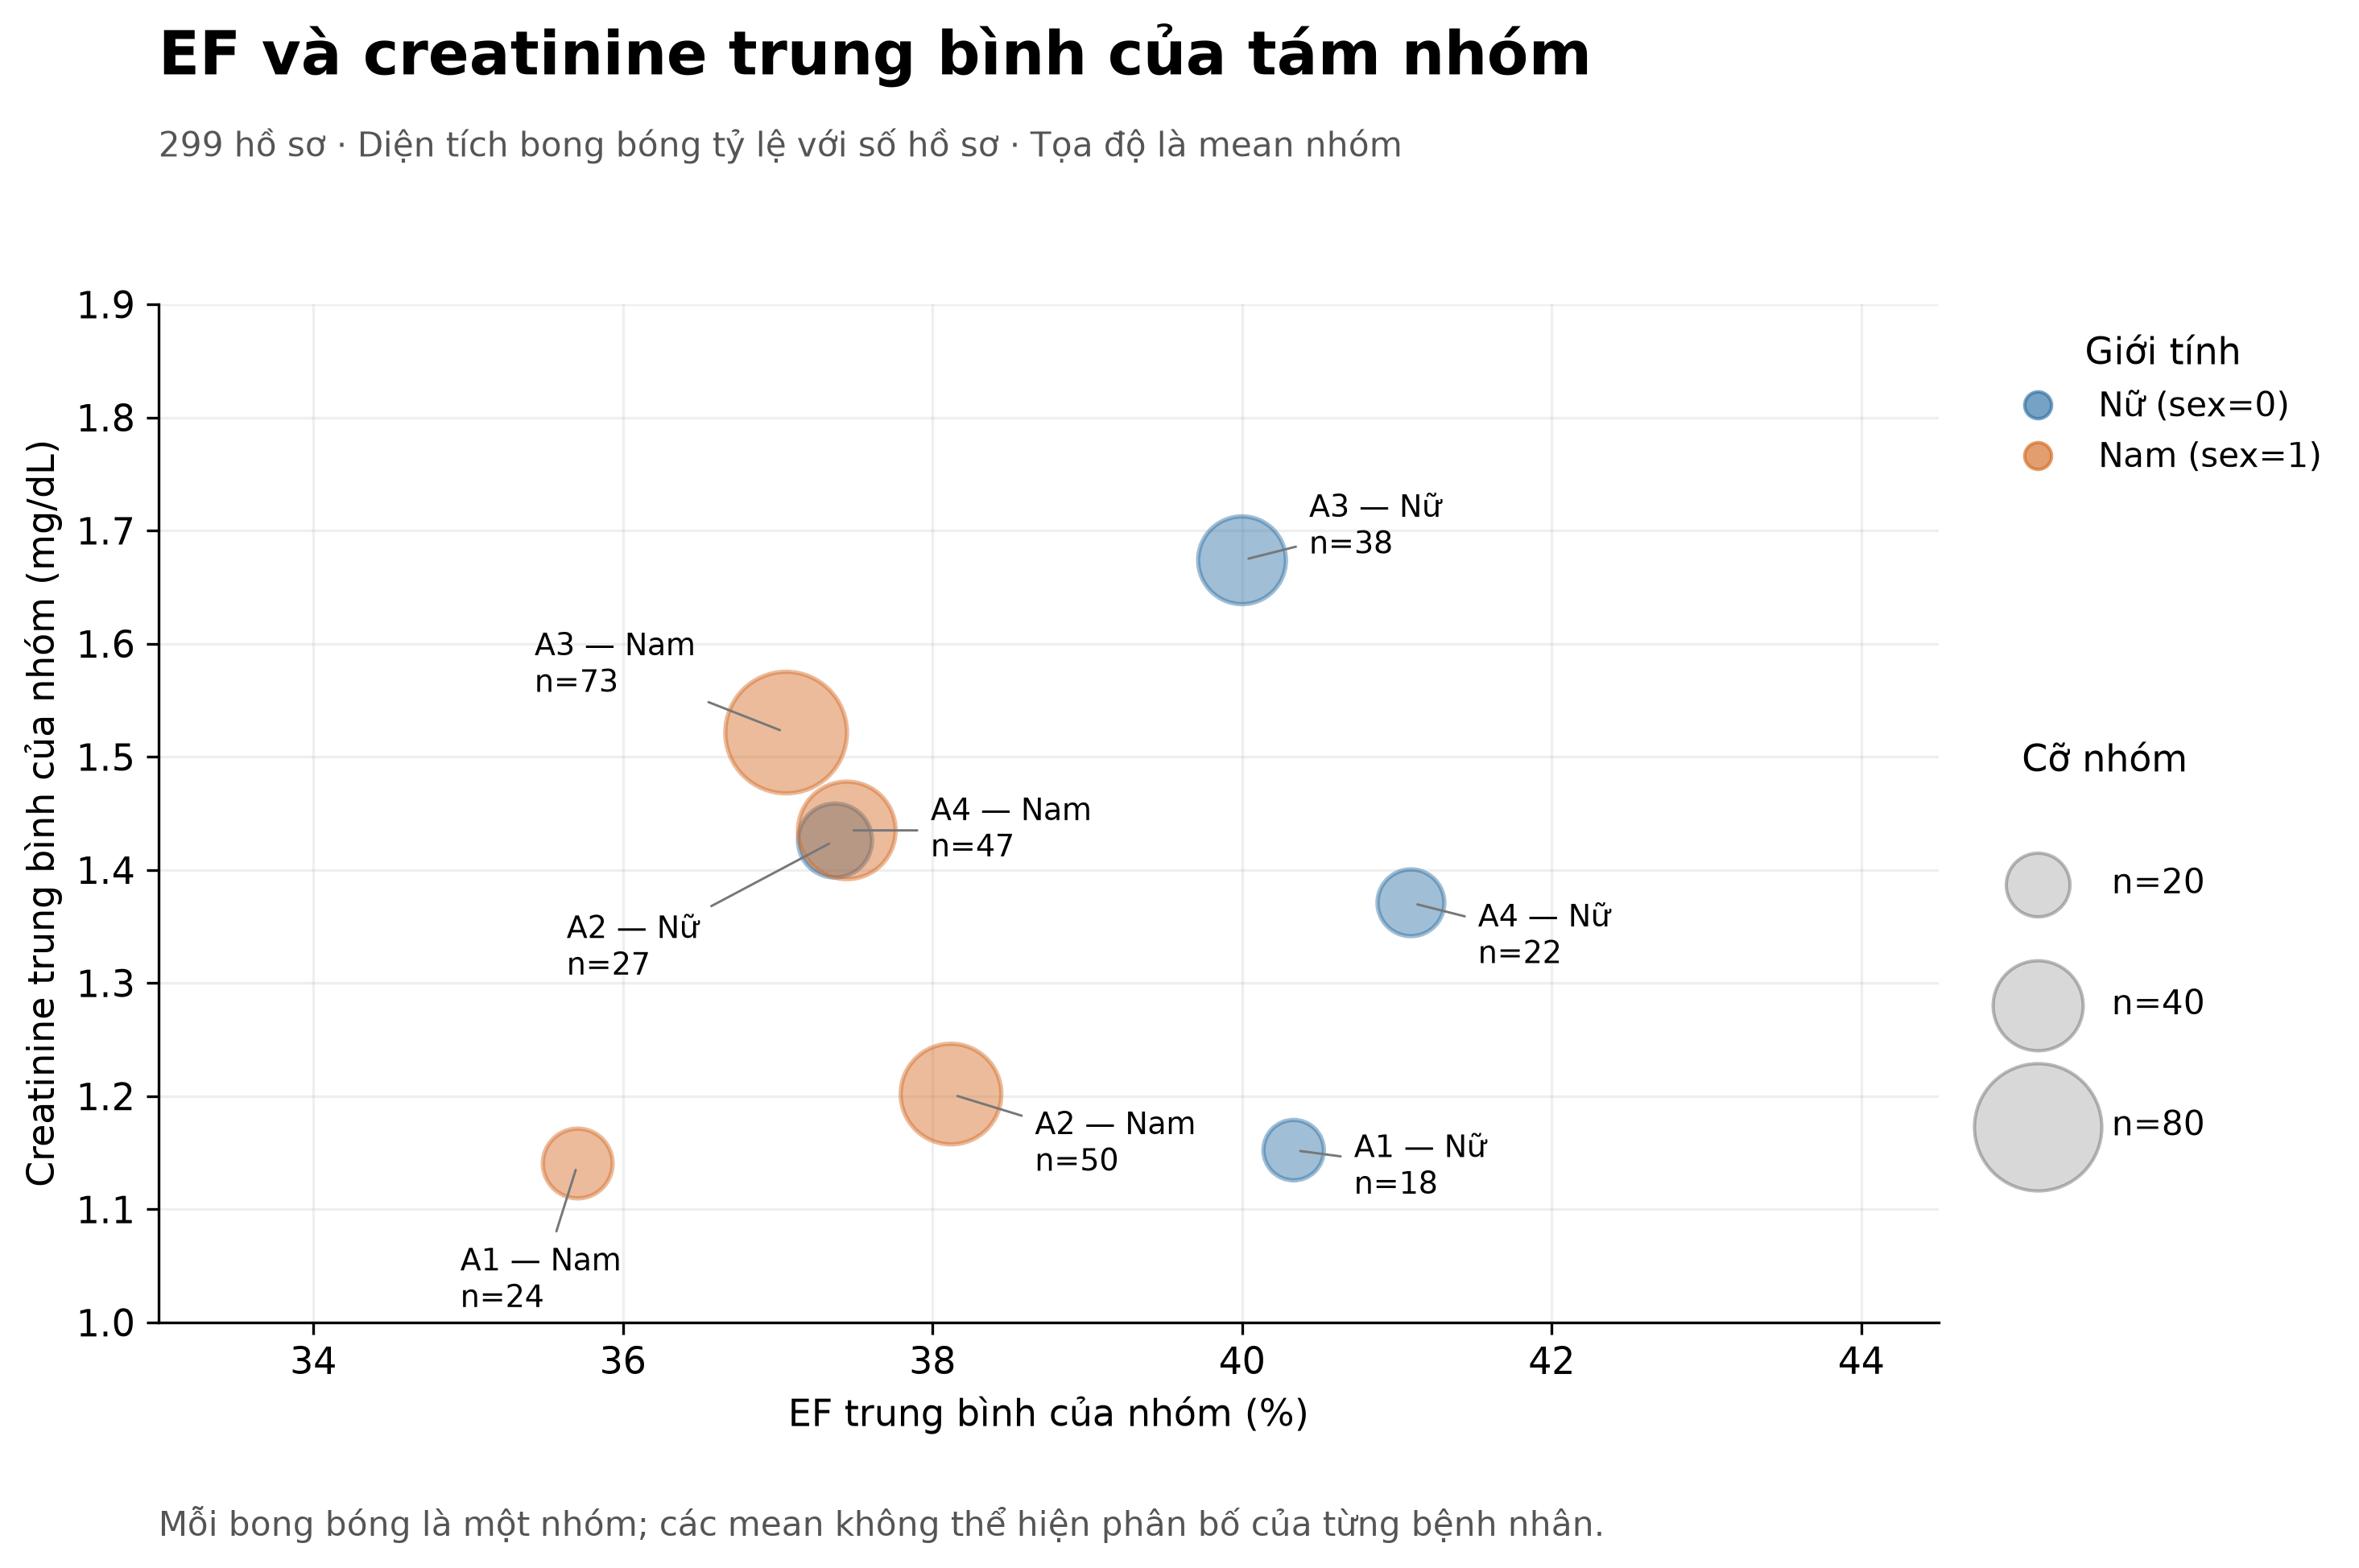 EF và creatinine trung bình của tám nhóm
299 hồ sơ · Diện tích bong bóng tỷ lệ với số hồ sơ · Tọa độ là mean nhóm
Creatinine trung bình của nhóm (mg/dL)
1.9
1.8
1.7
1.6
1.5
1.4
1.3
1.2
1.1
1.0
A3 — Nữ
n=38
A3 — Nam
n=73
A4 — Nam
n=47
A2 — Nữ
n=27
A4 — Nữ
n=22
A2 — Nam
n=50
A1 — Nữ
n=18
A1 — Nam
n=24
34
36
38
40
42
44
EF trung bình của nhóm (%)
Giới tính
Nữ (sex=0)
Nam (sex=1)
Cỡ nhóm
n=20
n=40
n=80
Mỗi bong bóng là một nhóm; các mean không thể hiện phân bố của từng bệnh nhân.